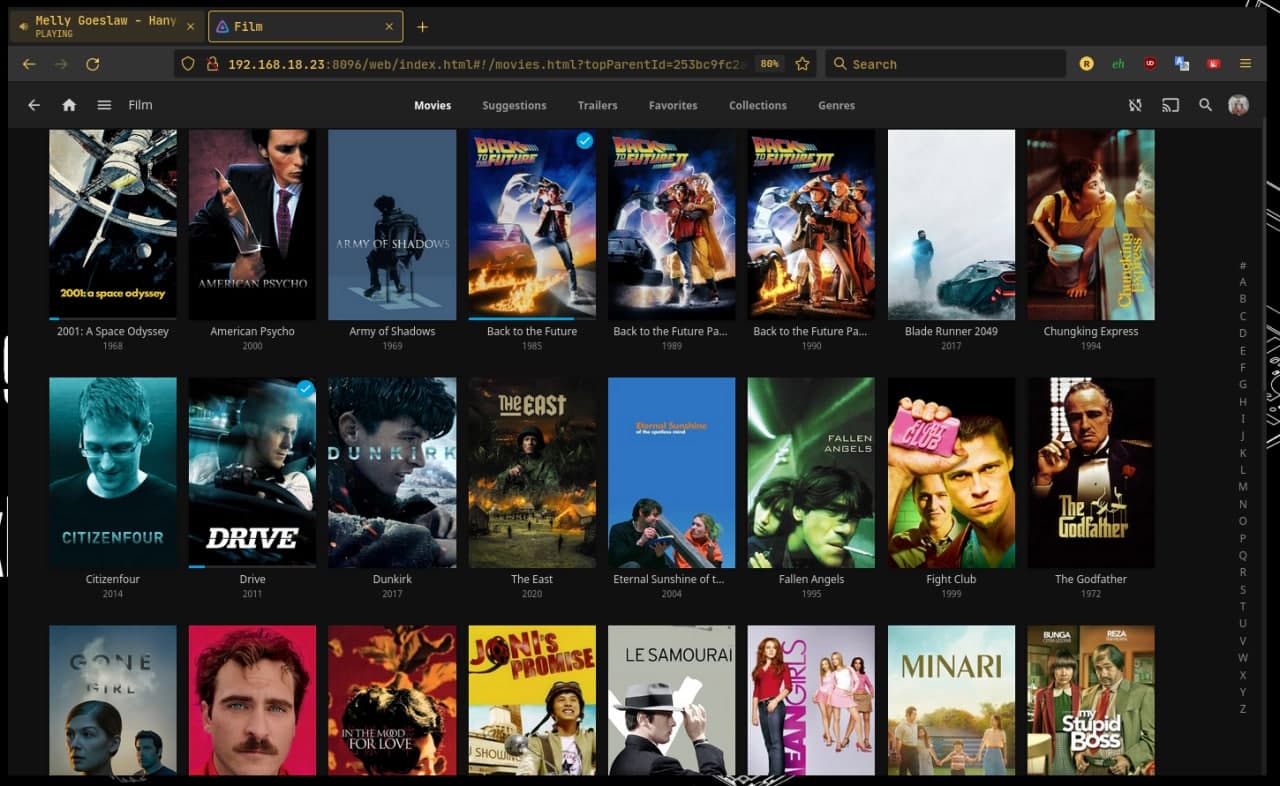 Melly Goeslaw - Hany
PLAYING
Film
192.168.18.23:8096/web/index.html#!/movies.html?topParentId=253bc9fc2a
80%
Search
R
eh
Film
Movies
Suggestions
Trailers
Favorites
Collections
Genres
2001: a space odyssey
AMERICAN PSYCHO
ARMY OF SHADOWS
BACK TO THE FUTURE
BACK TO THE FUTURE II
BACK TO THE FUTURE III
Chungking Express
2001: A Space Odyssey
American Psycho
Army of Shadows
Back to the Future
Back to the Future Pa...
Back to the Future Pa...
Blade Runner 2049
Chungking Express
1968
2000
1969
1985
1989
1990
2017
1994
CITIZENFOUR
DRIVE
DUNKIRK
THE EAST
Eternal Sunshine
of the spotless mind
FALLEN
ANGELS
FIGHT
CLUB
The
Godfather
Citizenfour
Drive
Dunkirk
The East
Eternal Sunshine of t...
Fallen Angels
Fight Club
The Godfather
2014
2011
2017
2020
2004
1995
1999
1972
GONE
GIRL
IN THE MOOD
FOR LOVE
JONI'S
PROMISE
SHOWING
LE SAMOURAI
MEAN GIRLS
MINARI
BUNGA
REZA
my
Stupid
Boss
#
A
B
C
D
E
F
G
H
I
J
K
L
M
N
O
P
Q
R
S
T
U
V
W
X
Y
Z